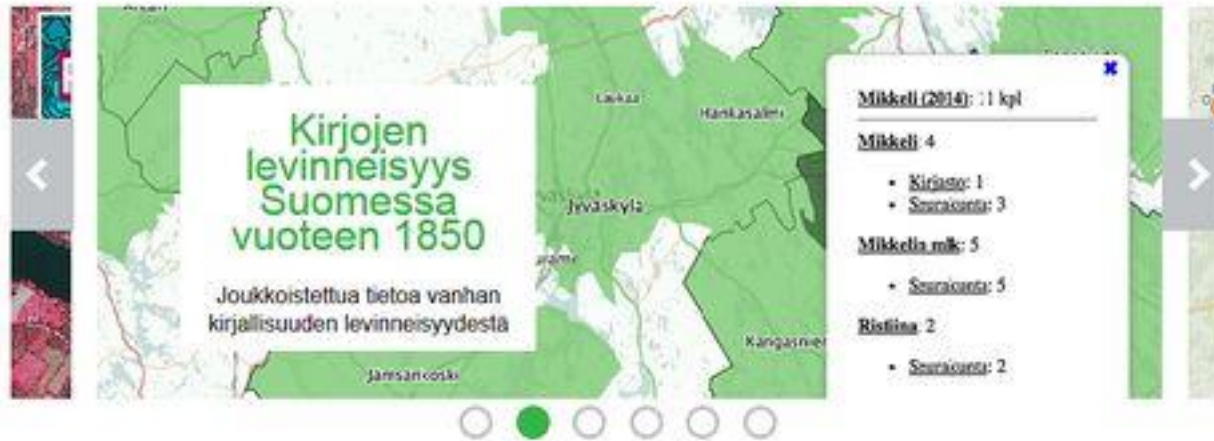 Laukaa
Hankasalmi
Kirjojen
levinneisyys
Suomessa
vuoteen 1850
Jyväskylä
Joukkoistettua tietoa vanhan
kirjallisuuden levinneisyydestä
Jämsänkoski
Kangasnier
✖
Mikkeli (2014): 11 kpl
Mikkeli: 4
• Kirjasto: 1
• Seurakunta: 3
Mikkelin mlk: 5
• Seurakunta: 5
Ristiina: 2
• Seurakunta: 2